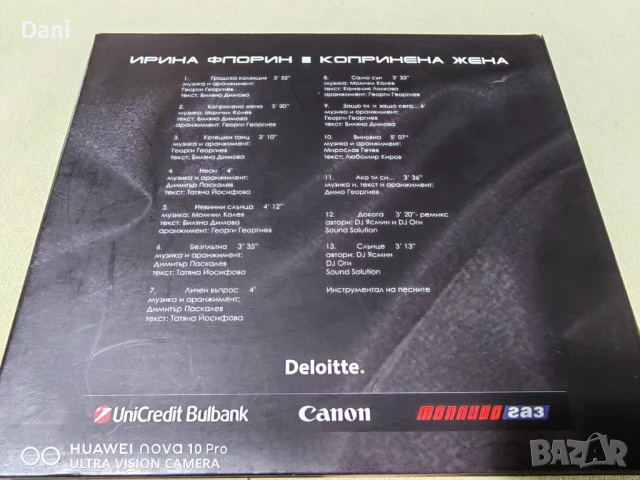 Dani
ИРИНА ФЛОРИН КОПРИНЕНА ЖЕНА
1. Градска колекция 3' 52"
музика и аранжимент:
Георги Георгиев
текст: Биляна Димова
2. Копринена жена 3' 20"
музика: Момчил Колев
текст: Биляна Димова
аранжимент: Георги Георгиев
3. Котешки танц 3' 10"
музика и аранжимент:
Георги Георгиев
текст: Биляна Димова
4. Неон 4'
музика и аранжимент:
Димитър Паскалев
текст: Татяна Йосифова
5. Невинни слънца 4' 12"
музика: Момчил Колев
текст: Биляна Димова
аранжимент: Георги Георгиев
6. Безплътна 3' 35"
музика и аранжимент:
Димитър Паскалев
текст: Татяна Йосифова
7. Личен въпрос 4'
музика и аранжимент:
Димитър Паскалев
текст: Татяна Йосифова
8. Само сън 3' 33"
музика: Момчил Колев
текст: Камелия
аранжимент: Георги Георгиев
9. Защо ти и защо сега... 4'
музика и аранжимент:
Георги Георгиев
текст: Биляна Димова
10. Виновна 5' 07"
музика и аранжимент:
Мирослав Гечев
текст: Любомир Киров
11. Ако ти си... 3' 36"
музика, текст и аранжимент:
Димо Георгиев
12. Докога 3' 20"- ремикс
автори: DJ Ясмин и DJ Оги
Sound Solution
13. Слънце 3' 13"
автори: DJ Ясмин
DJ Оги
Sound Solution
Инструментал на песните
Deloitte.
UniCredit Bulbank Canon ТОПЛИВО газ
HUAWEI nova 10 Pro
ULTRA VISION CAMERA
BAZAR